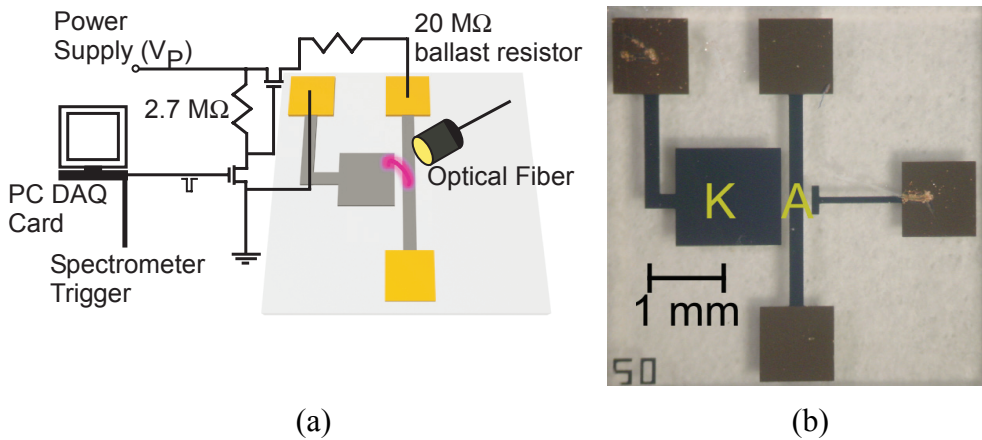 Power
Supply (VP)
20 MΩ
ballast resistor
2.7 MΩ
PC DAQ
Card
Optical Fiber
Spectrometer
Trigger
K
A
1 mm
50
(a)
(b)